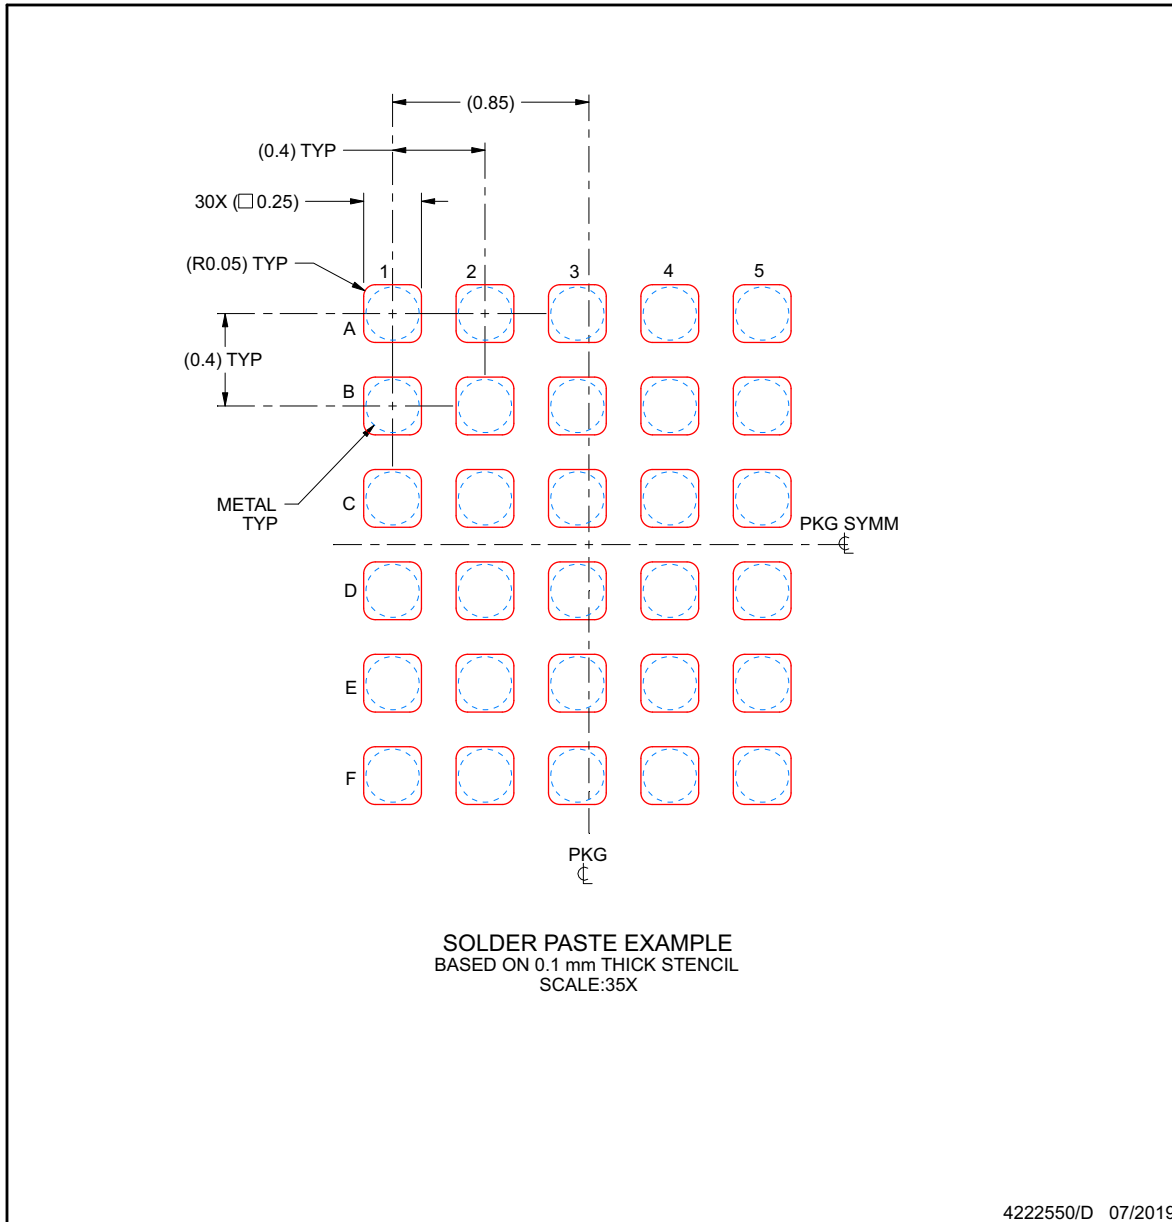 (0.85)
(0.4) TYP
30X (□ 0.25)
(R0.05) TYP
1 2 3 4 5
A
(0.4) TYP
B
METAL
TYP
C
PKG SYMM
℄
D
E
F
PKG
℄
SOLDER PASTE EXAMPLE
BASED ON 0.1 mm THICK STENCIL
SCALE:35X
4222550/D 07/2019